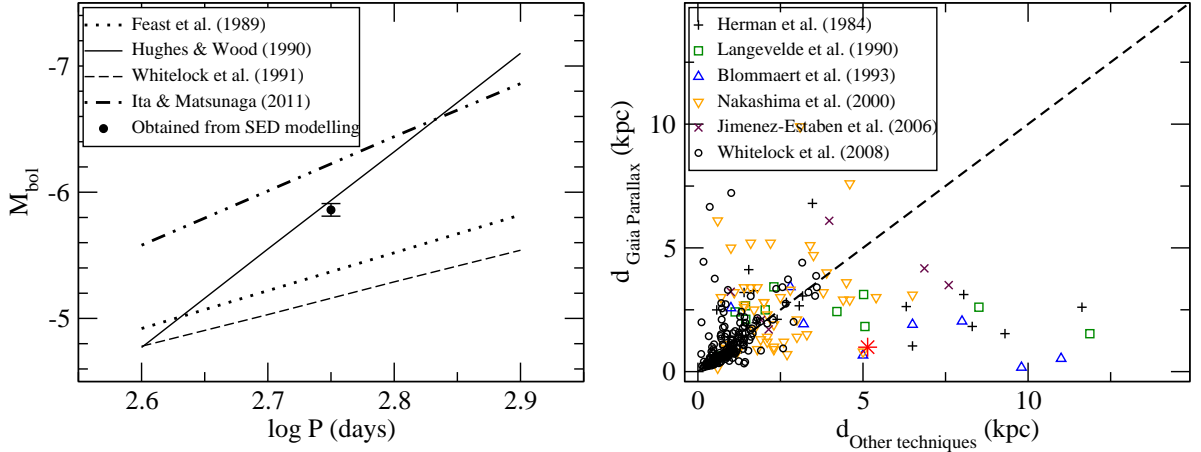 Feast et al. (1989)
Hughes & Wood (1990)
Whitelock et al. (1991)
Ita & Matsunaga (2011)
Obtained from SED modelling
-7
-6
-5
M_bol
2.6
2.7
2.8
2.9
log P (days)
Herman et al. (1984)
Langevelde et al. (1990)
Blommaert et al. (1993)
Nakashima et al. (2000)
Jimenez-Estaben et al. (2006)
Whitelock et al. (2008)
10
5
0
d_Gaia Parallax (kpc)
0
5
10
d_Other techniques (kpc)